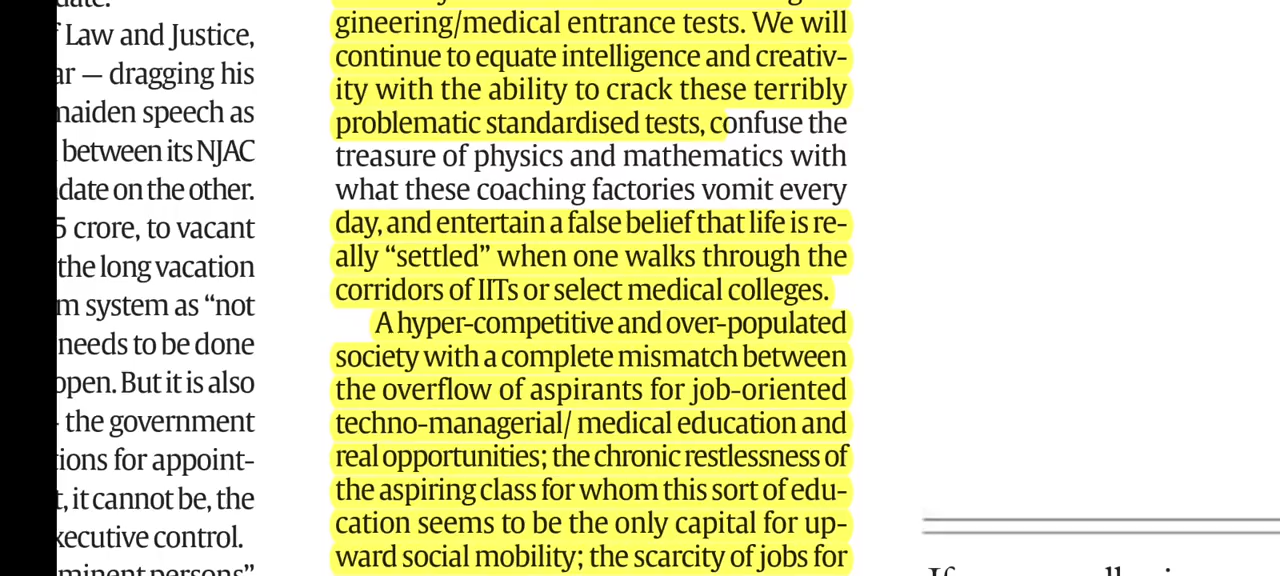 date.
Law and Justice,
ar — dragging his
maiden speech as
between its NJAC
date on the other.
5 crore, to vacant
the long vacation
m system as “not
needs to be done
open. But it is also
the government
tions for appoint-
t, it cannot be, the
xecutive control.
minent persons”
gineering/medical entrance tests. We will
continue to equate intelligence and creativ-
ity with the ability to crack these terribly
problematic standardised tests, confuse the
treasure of physics and mathematics with
what these coaching factories vomit every
day, and entertain a false belief that life is re-
ally “settled” when one walks through the
corridors of IITs or select medical colleges.
A hyper-competitive and over-populated
society with a complete mismatch between
the overflow of aspirants for job-oriented
techno-managerial/ medical education and
real opportunities; the chronic restlessness of
the aspiring class for whom this sort of edu-
cation seems to be the only capital for up-
ward social mobility; the scarcity of jobs for